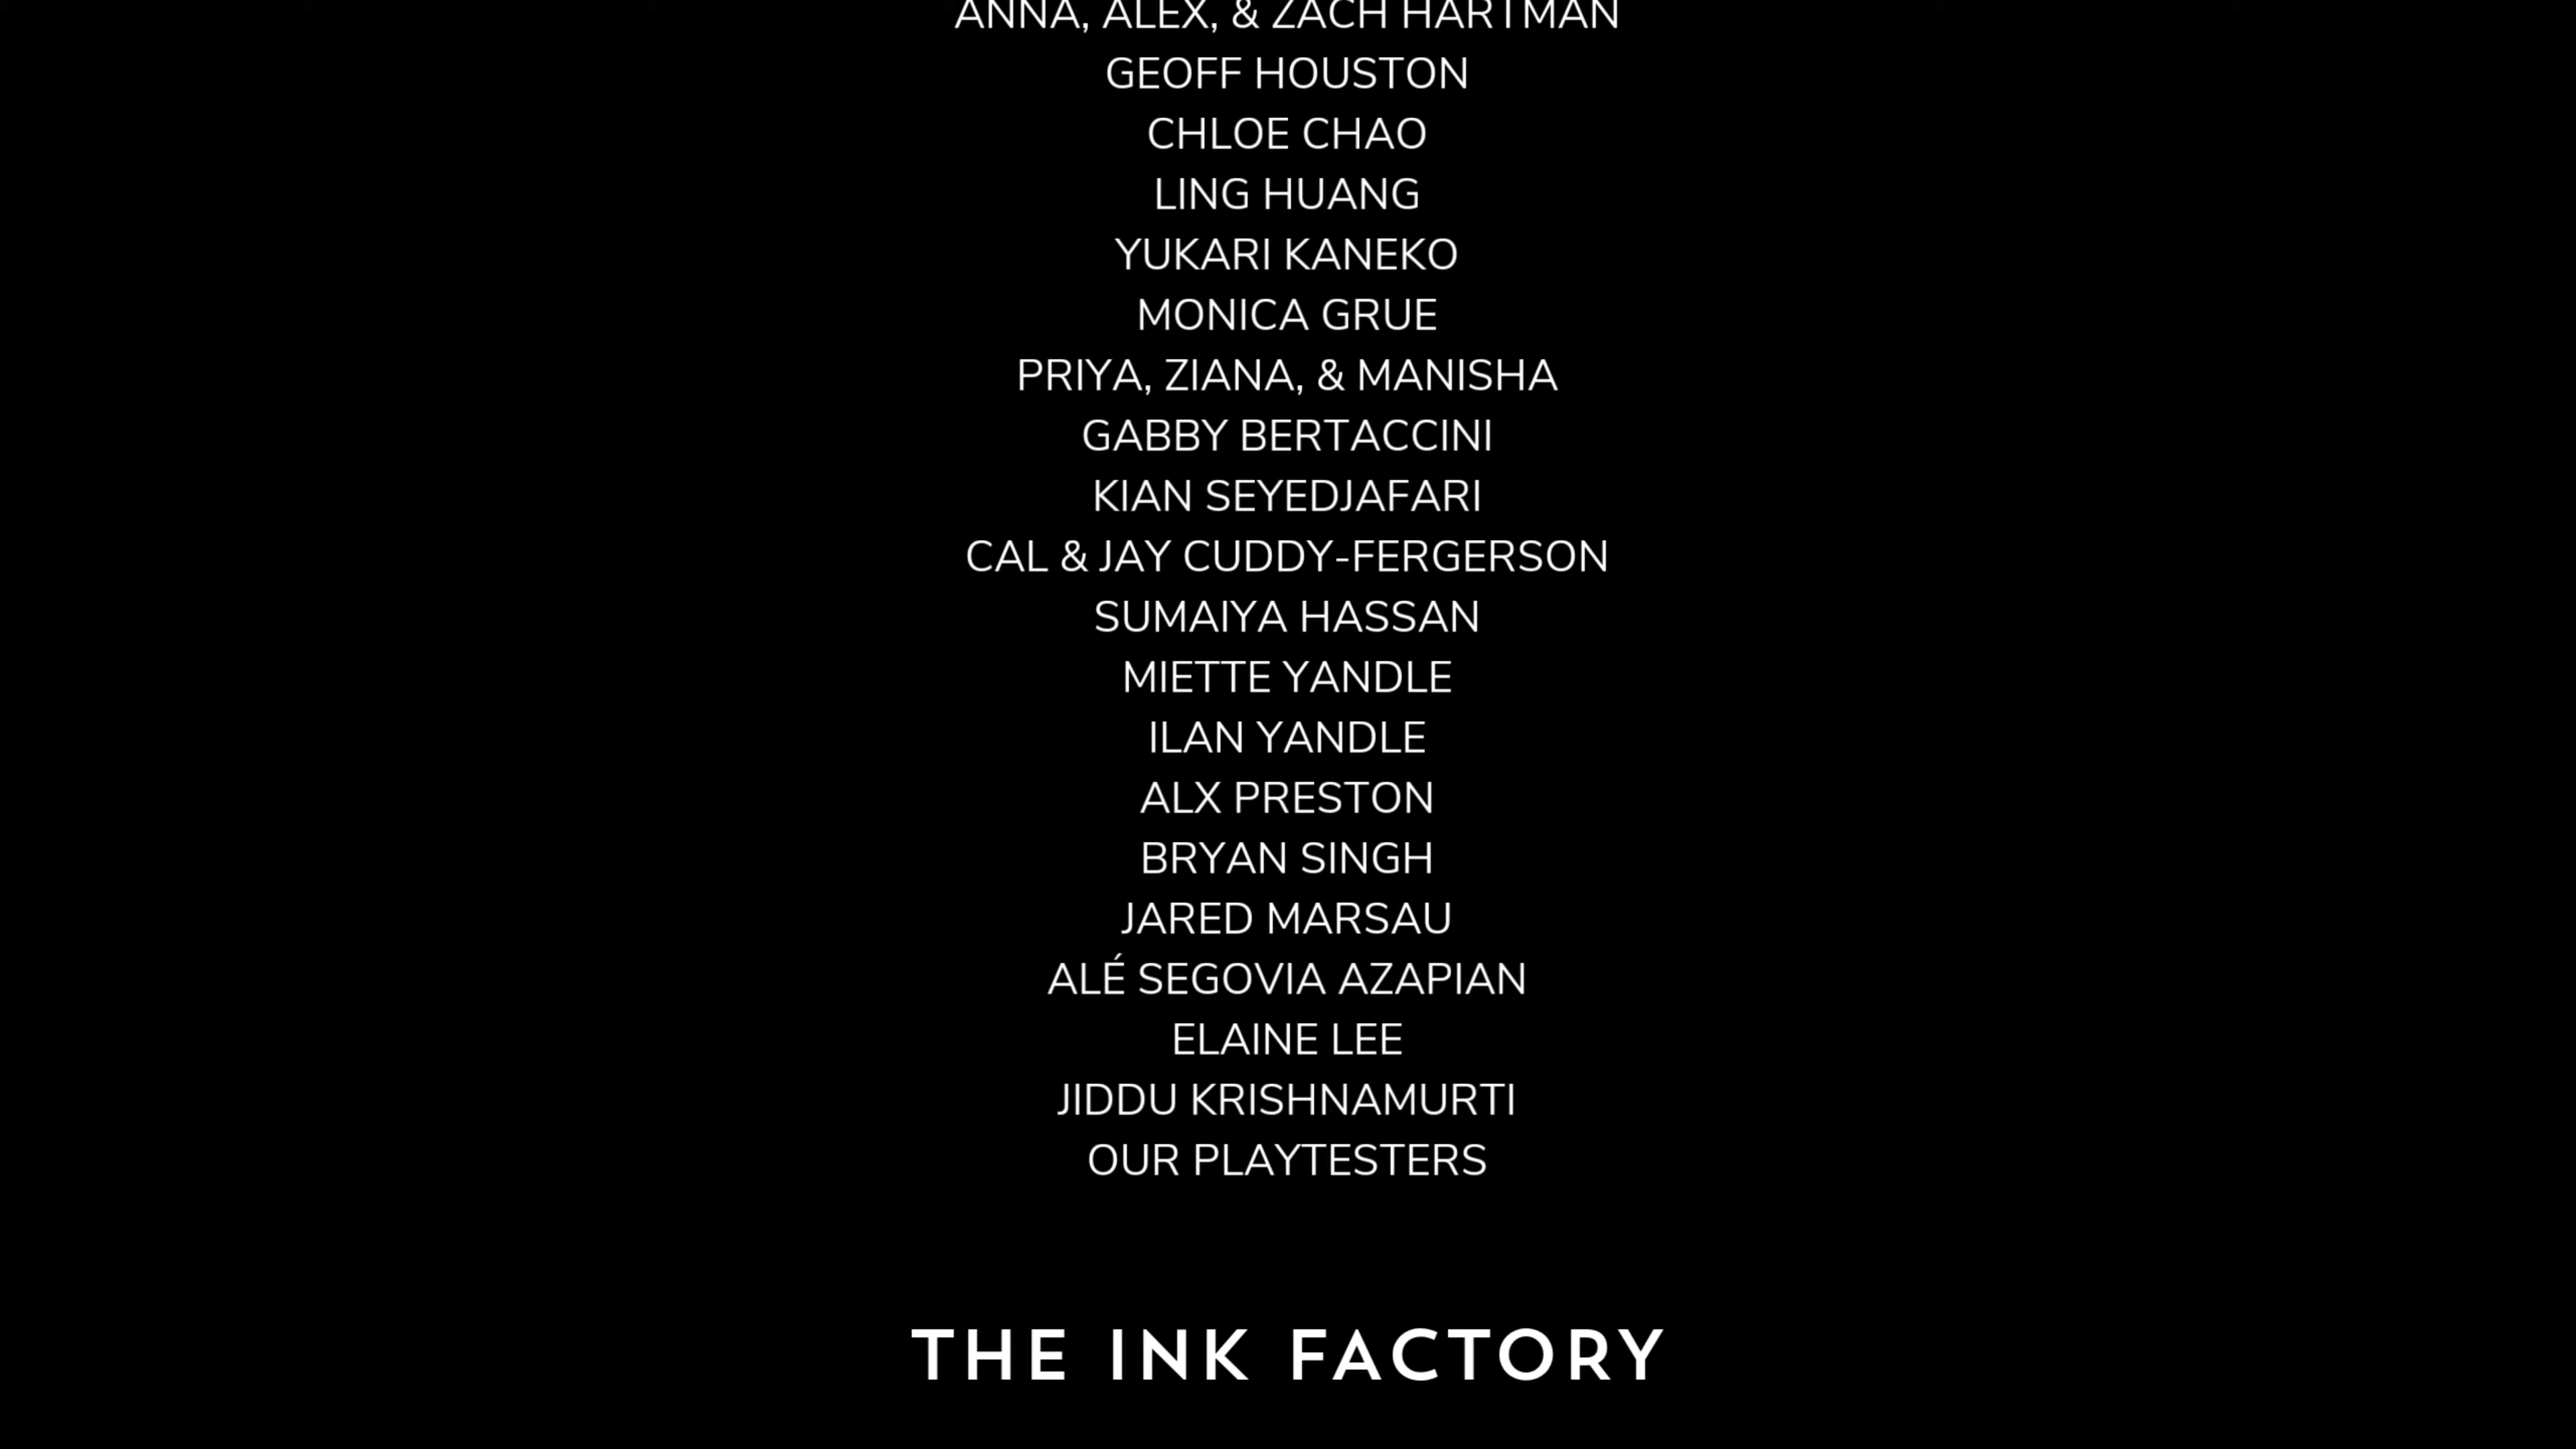 ANNA, ALEX, & ZACH HARTMAN
GEOFF HOUSTON
CHLOE CHAO
LING HUANG
YUKARI KANEKO
MONICA GRUE
PRIYA, ZIANA, & MANISHA
GABBY BERTACCINI
KIAN SEYEDJAFARI
CAL & JAY CUDDY-FERGERSON
SUMAIYA HASSAN
MIETTE YANDLE
ILAN YANDLE
ALX PRESTON
BRYAN SINGH
JARED MARSAU
ALÉ SEGOVIA AZAPIAN
ELAINE LEE
JIDDU KRISHNAMURTI
OUR PLAYTESTERS
THE INK FACTORY